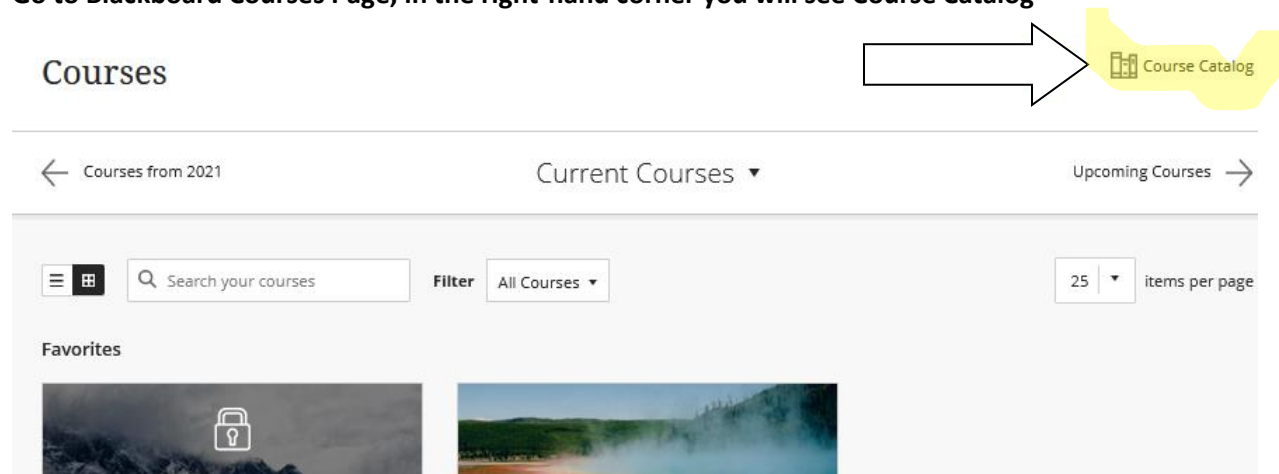 Go to Blackboard Courses Page, in the right-hand corner you will see Course Catalog
Courses
Course Catalog
Courses from 2021
Current Courses
Upcoming Courses
Search your courses
Filter
All Courses
25
items per page
Favorites